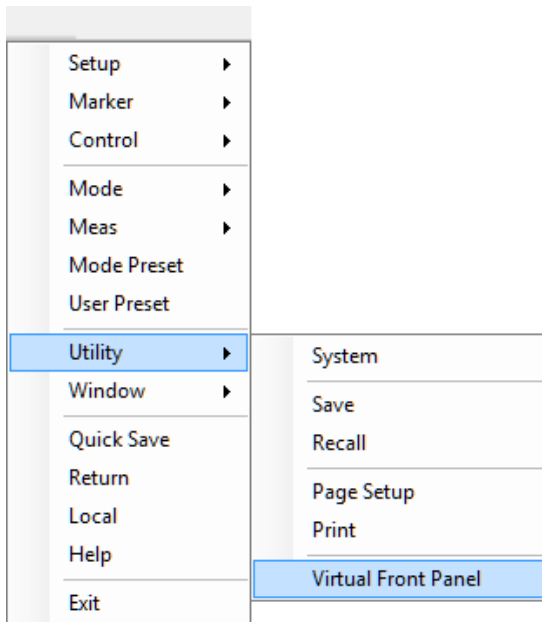 Setup
Marker
Control
Mode
Meas
Mode Preset
User Preset
Utility
Window
Quick Save
Return
Local
Help
Exit
System
Save
Recall
Page Setup
Print
Virtual Front Panel